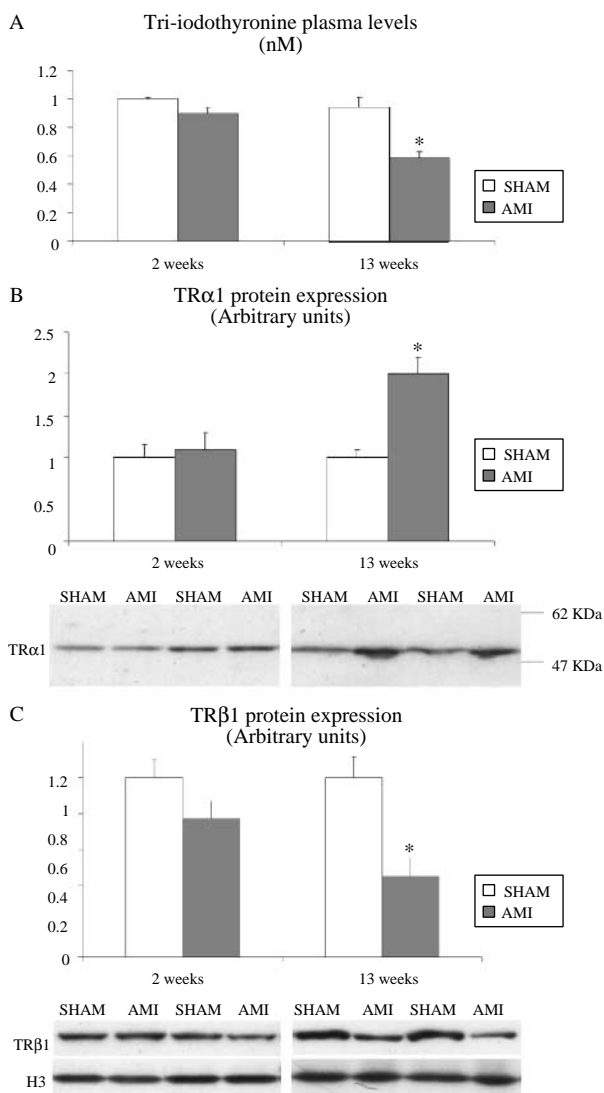 A
Tri-iodothyronine plasma levels
(nM)
1.2
1
0.8
0.6
0.4
0.2
0
*
SHAM
AMI
2 weeks 13 weeks
B
TRα1 protein expression
(Arbitrary units)
2.5
2
1.5
1
0.5
0
*
SHAM
AMI
2 weeks 13 weeks
SHAM AMI SHAM AMI SHAM AMI SHAM AMI
62 KDa
TRα1
47 KDa
C
TRβ1 protein expression
(Arbitrary units)
1.2
1
0.8
0.6
0.4
0.2
0
*
SHAM
AMI
2 weeks 13 weeks
SHAM AMI SHAM AMI SHAM AMI SHAM AMI
TRβ1
H3